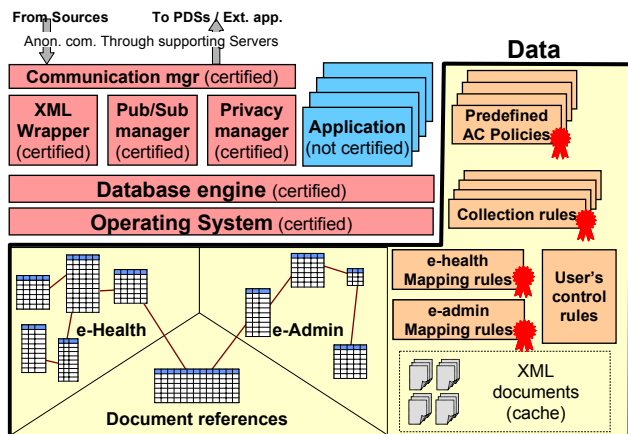 From Sources
To PDSs / Ext. app.
Anon. com. Through supporting Servers
Data
Communication mgr (certified)
XML
Wrapper
(certified)
Pub/Sub
manager
(certified)
Privacy
manager
(certified)
Application
(not certified)
Predefined
AC Policies
Database engine (certified)
Collection rules
Operating System (certified)
e-health
Mapping rules
User's
control
rules
e-admin
Mapping rules
e-Health
e-Admin
XML
documents
(cache)
Document references